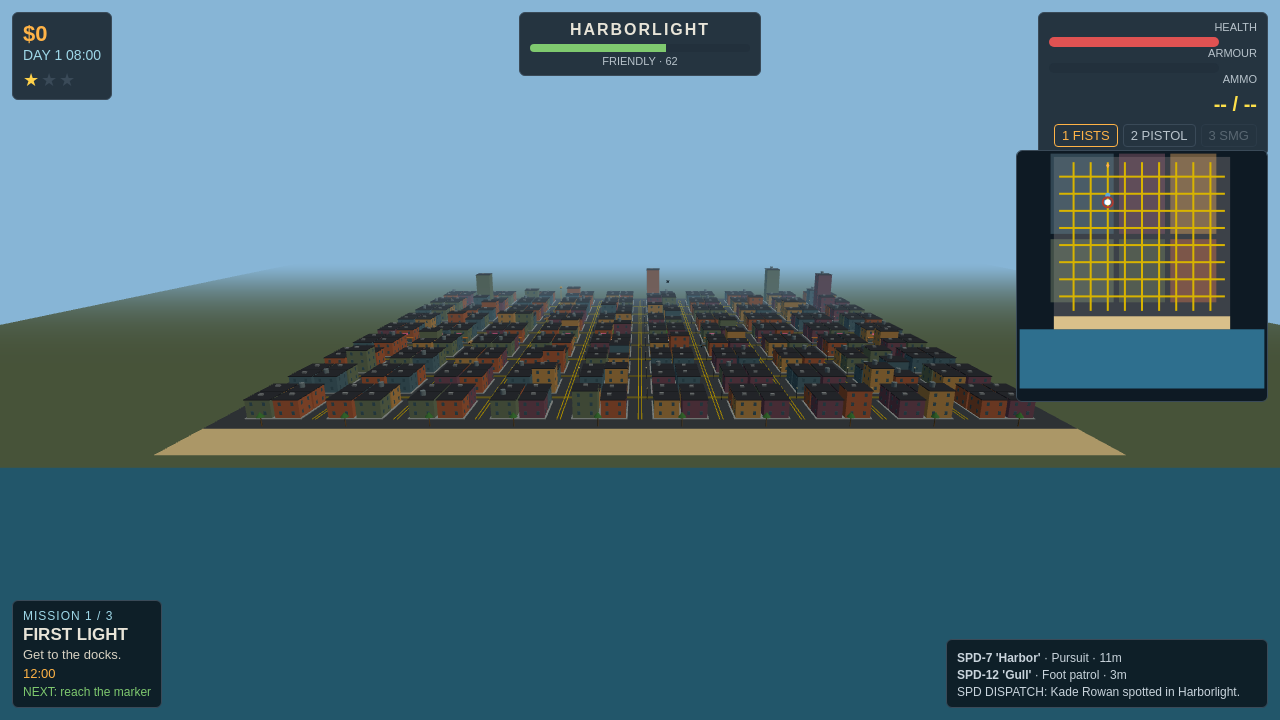 $0
DAY 1 08:00
HARBORLIGHT
FRIENDLY · 62
HEALTH
ARMOUR
AMMO
-- / --
1 FISTS
2 PISTOL
3 SMG
MISSION 1 / 3
FIRST LIGHT
Get to the docks.
12:00
NEXT: reach the marker
SPD-7 'Harbor' · Pursuit · 11m
SPD-12 'Gull' · Foot patrol · 3m
SPD DISPATCH: Kade Rowan spotted in Harborlight.